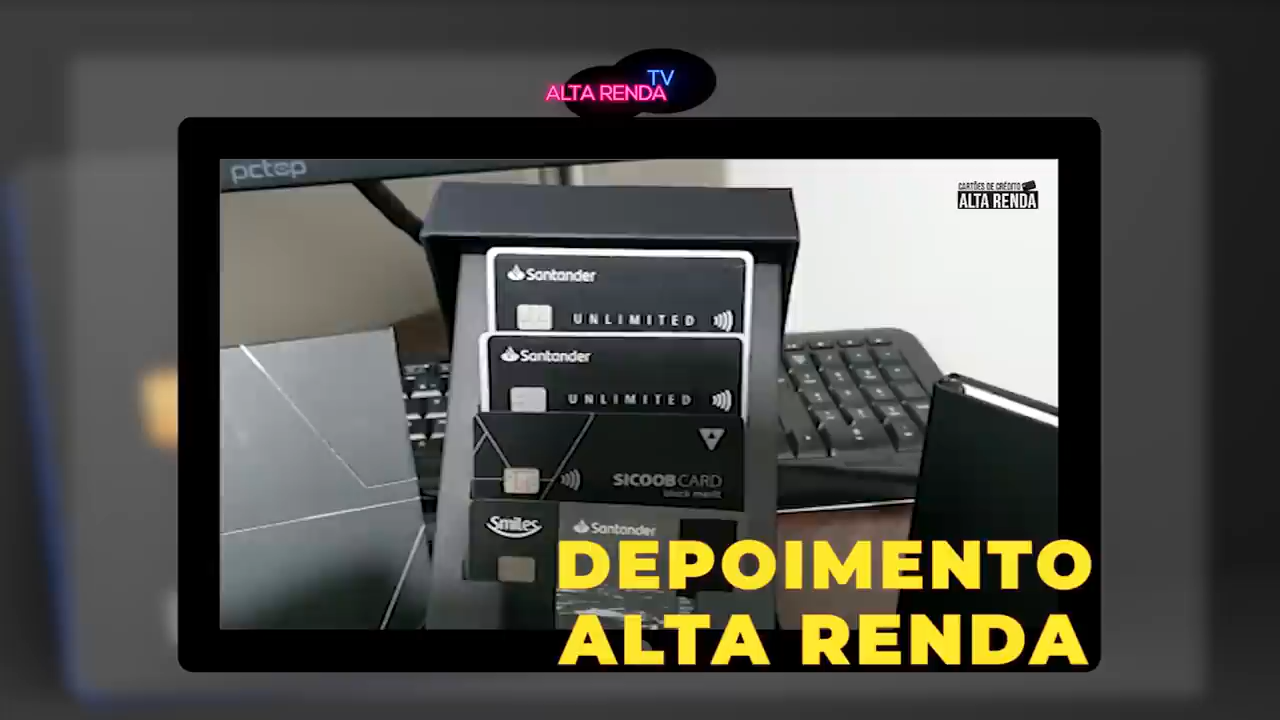 TV
ALTA RENDA
pctop
CARTÕES DE CRÉDITO
ALTA RENDA
Santander
UNLIMITED
Santander
UNLIMITED
SICOOBCARD
black merit
Smiles
Santander
DEPOIMENTO
ALTA RENDA